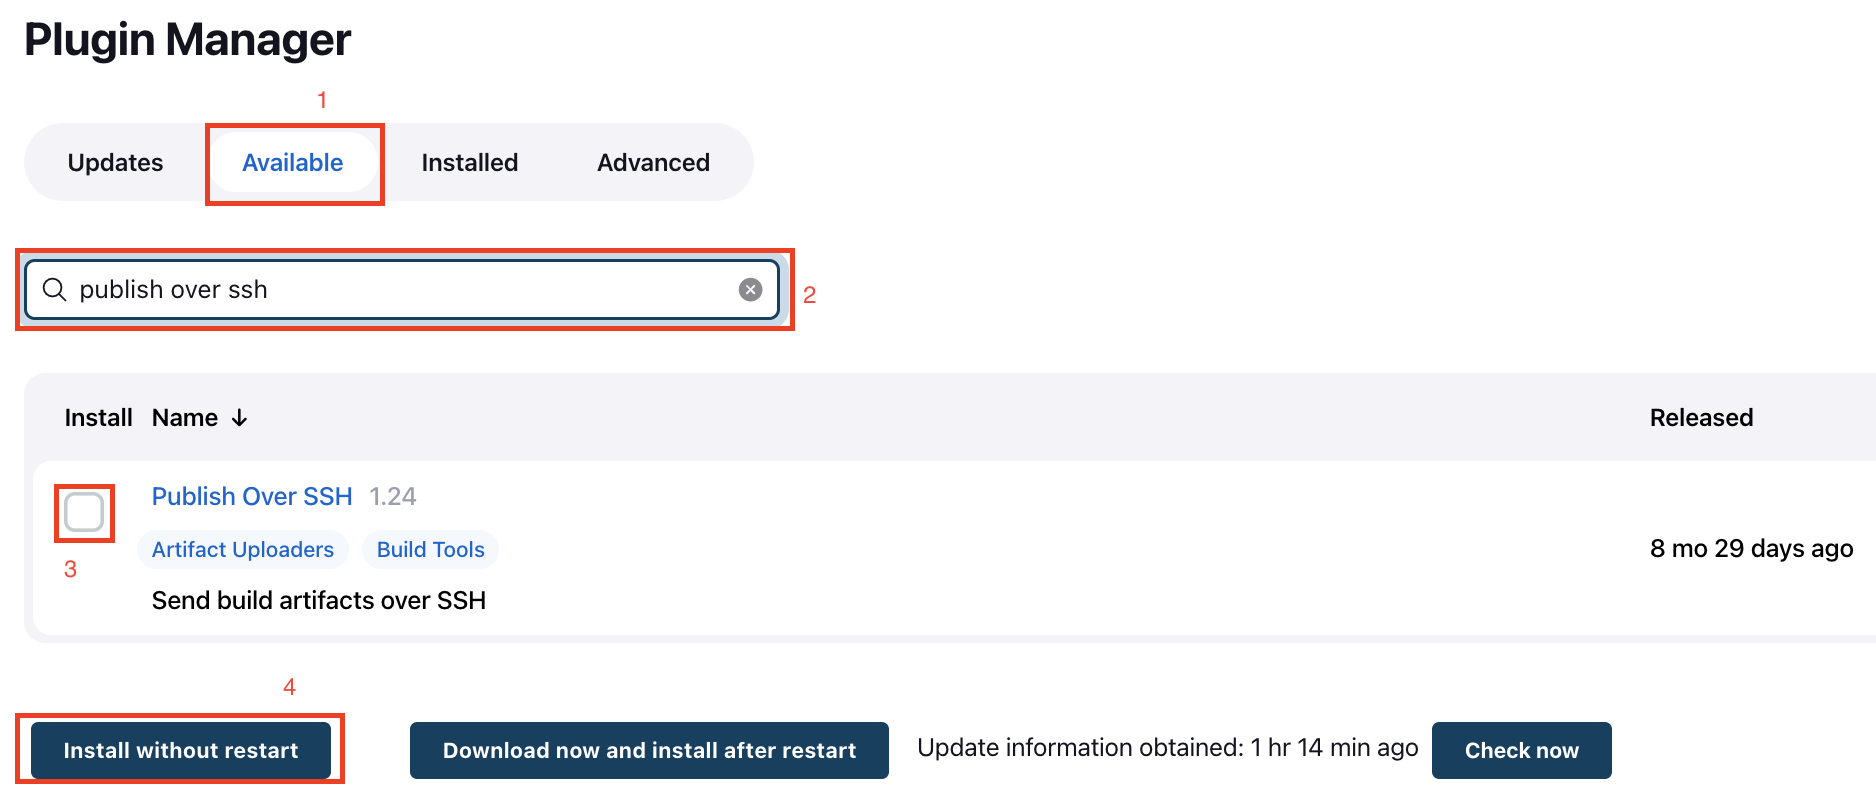 Plugin Manager
1
Updates Available Installed Advanced
publish over ssh
2
Install Name ↓ Released
Publish Over SSH 1.24
Artifact Uploaders Build Tools
8 mo 29 days ago
3
Send build artifacts over SSH
4
Install without restart Download now and install after restart Update information obtained: 1 hr 14 min ago Check now